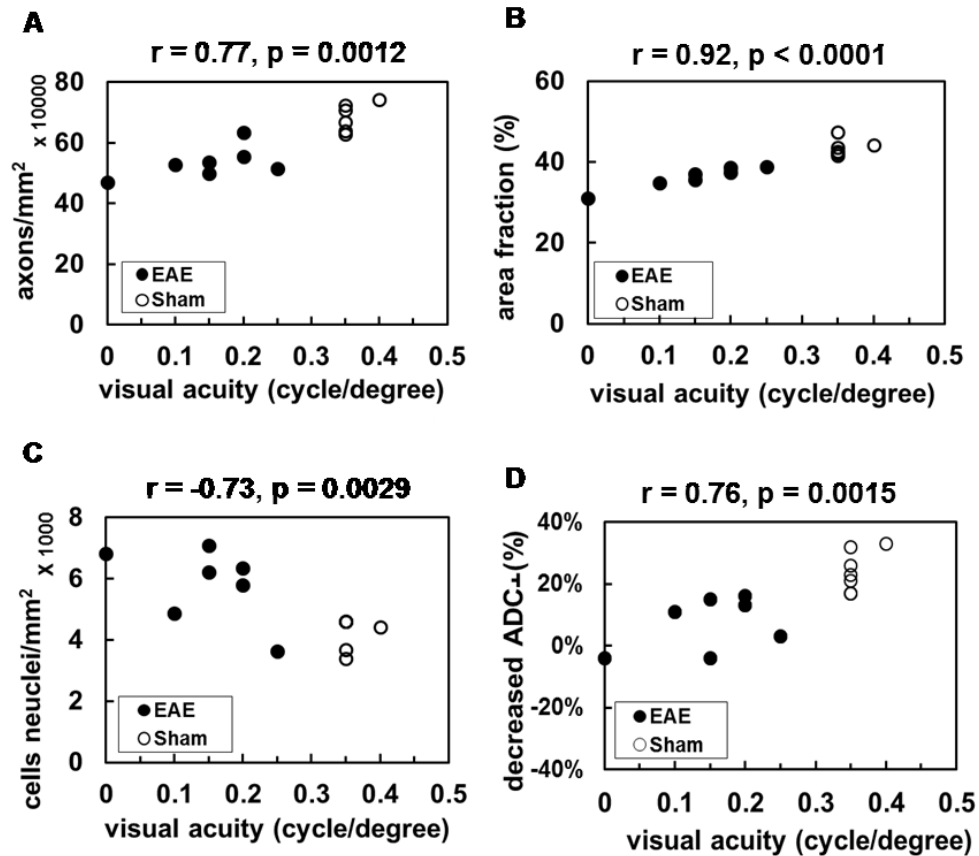 A
r = 0.77, p = 0.0012
80
60
40
20
0
x 10000
axons/mm²
EAE
Sham
0 0.1 0.2 0.3 0.4 0.5
visual acuity (cycle/degree)
B
r = 0.92, p < 0.0001
60
40
20
0
area fraction (%)
EAE
Sham
0 0.1 0.2 0.3 0.4 0.5
visual acuity (cycle/degree)
C
r = -0.73, p = 0.0029
8
6
4
2
0
x 1000
cells neuclei/mm²
EAE
Sham
0 0.1 0.2 0.3 0.4 0.5
visual acuity (cycle/degree)
D
r = 0.76, p = 0.0015
40%
20%
0%
-20%
-40%
decreased ADC⊥(%)
EAE
Sham
0 0.1 0.2 0.3 0.4 0.5
visual acuity (cycle/degree)